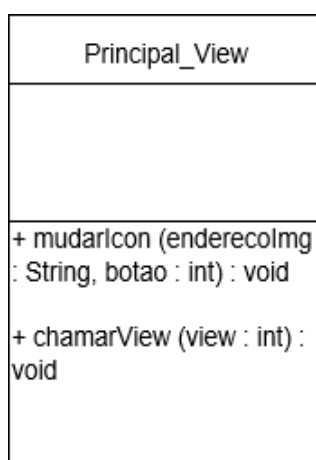 Principal_View
+ mudarIcon (enderecoImg
: String, botao : int) : void
+ chamarView (view : int) :
void